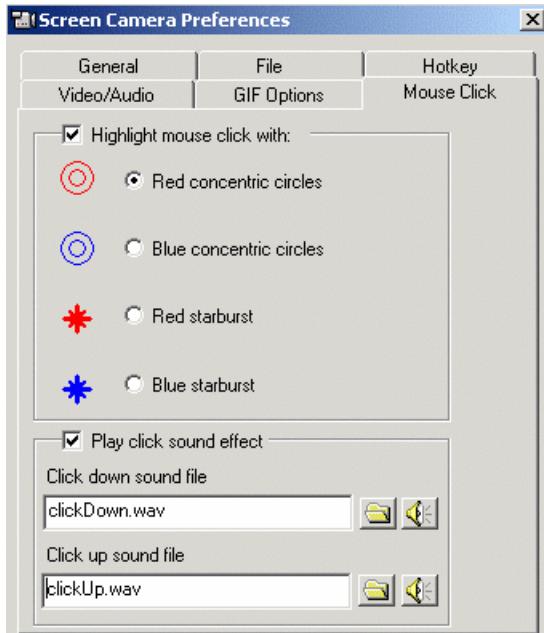 Screen Camera Preferences
General File Hotkey
Video/Audio GIF Options Mouse Click
Highlight mouse click with:
Red concentric circles
Blue concentric circles
Red starburst
Blue starburst
Play click sound effect
Click down sound file
clickDown.wav
Click up sound file
clickUp.wav